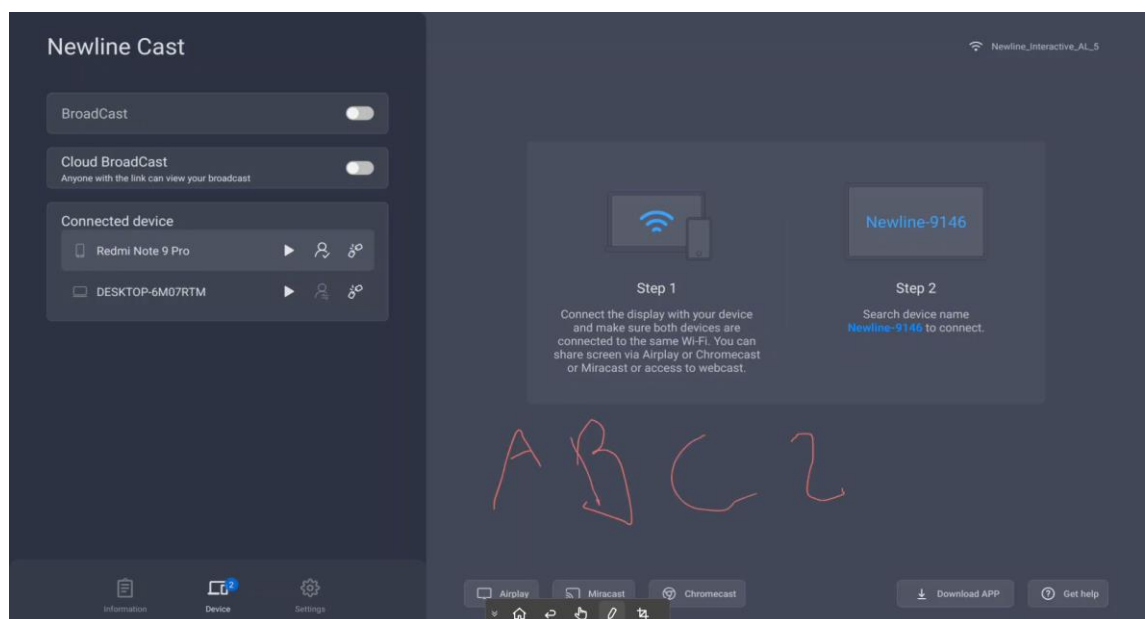 Newline Cast
Newline_Interactive_AL_5
BroadCast
Cloud BroadCast
Anyone with the link can view your broadcast
Connected device
Redmi Note 9 Pro
DESKTOP-6M07RTM
Newline-9146
Step 1
Connect the display with your device
and make sure both devices are
connected to the same Wi-Fi. You can
share screen via Airplay or Chromecast
or Miracast or access to webcast.
Step 2
Search device name
Newline-9146 to connect.
A B C 2
Information
2
Device
Settings
Airplay
Miracast
Chromecast
Download APP
Get help